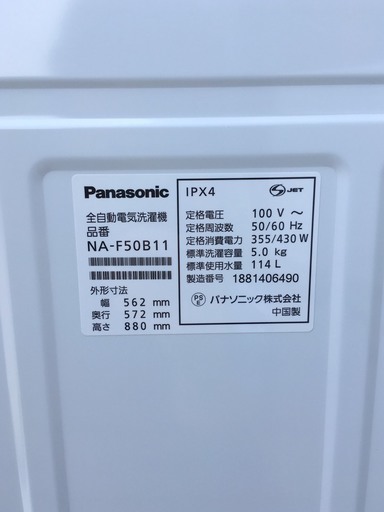 Panasonic
全自動電気洗濯機
品番
NA-F50B11
外形寸法
幅 562 mm
奥行 572 mm
高さ 880 mm
IPX4
S JET
定格電圧 100 V ～
定格周波数 50/60 Hz
定格消費電力 355/430 W
標準洗濯容量 5.0 kg
標準使用水量 114 L
製造番号 1881406490
PSE パナソニック株式会社
中国製